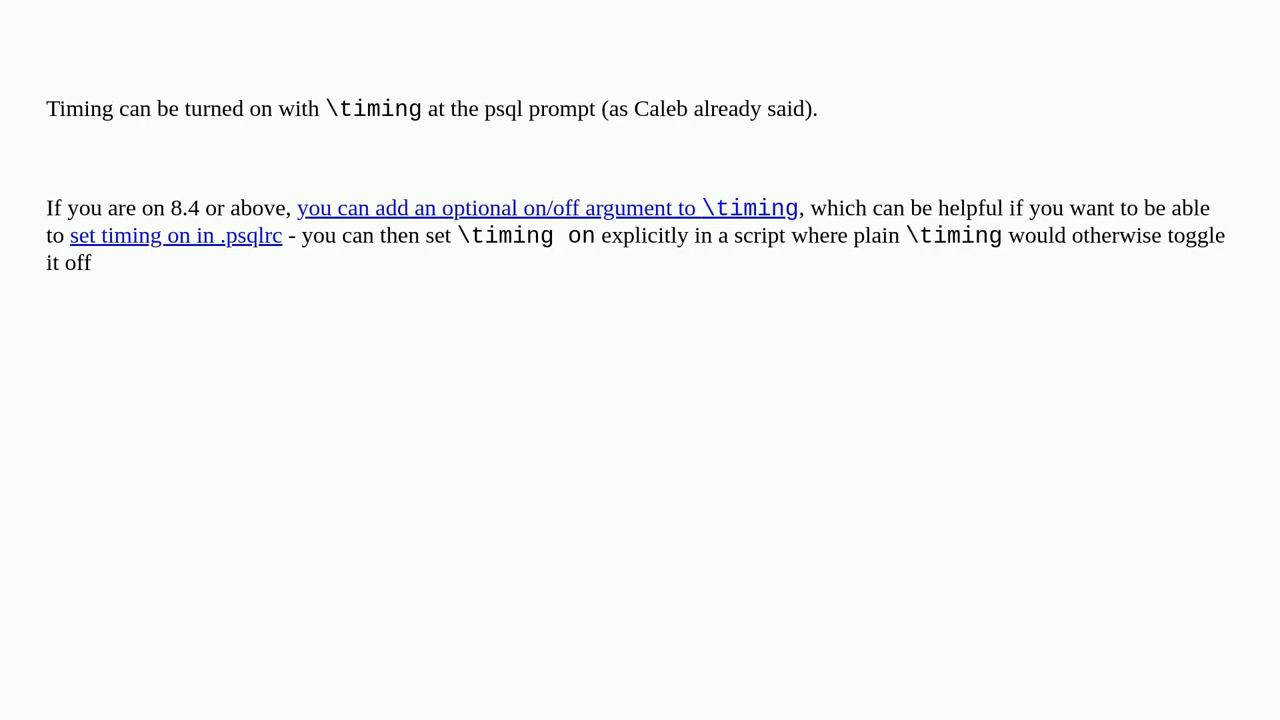 Timing can be turned on with \timing at the psql prompt (as Caleb already said).
If you are on 8.4 or above, you can add an optional on/off argument to \timing, which can be helpful if you want to be able
to set timing on in .psqlrc - you can then set \timing on explicitly in a script where plain \timing would otherwise toggle
it off